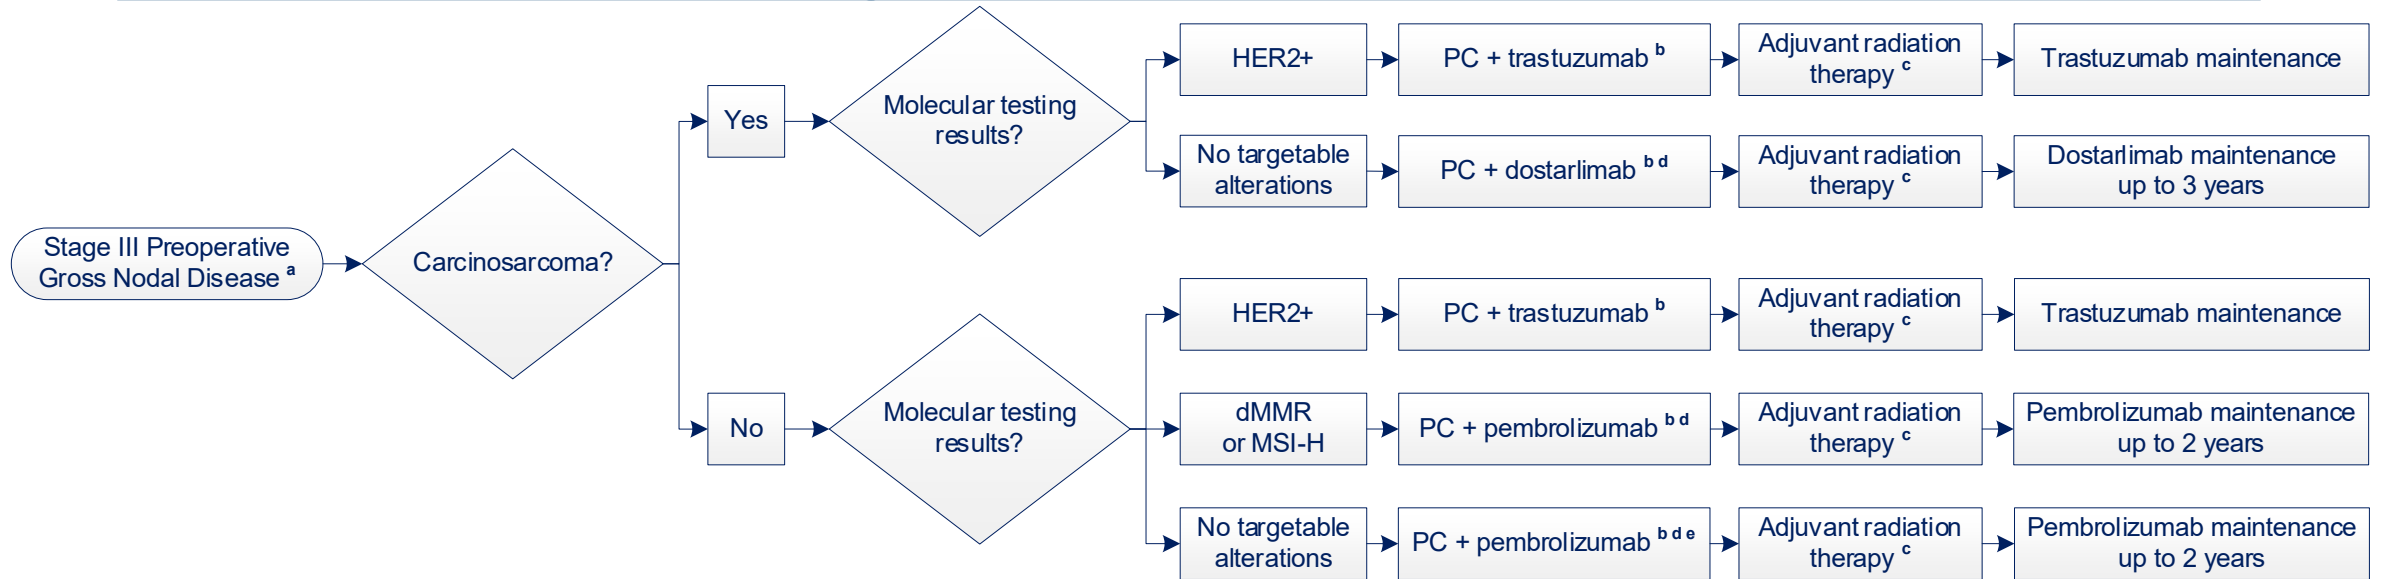 Stage III Preoperative
Gross Nodal Disease a
Carcinosarcoma?
Yes
Molecular testing
results?
HER2+
PC + trastuzumab b
Adjuvant radiation
therapy c
Trastuzumab maintenance
No targetable
alterations
PC + dostarlimab b d
Adjuvant radiation
therapy c
Dostarlimab maintenance
up to 3 years
No
Molecular testing
results?
HER2+
PC + trastuzumab b
Adjuvant radiation
therapy c
Trastuzumab maintenance
dMMR
or MSI-H
PC + pembrolizumab b d
Adjuvant radiation
therapy c
Pembrolizumab maintenance
up to 2 years
No targetable
alterations
PC + pembrolizumab b d e
Adjuvant radiation
therapy c
Pembrolizumab maintenance
up to 2 years